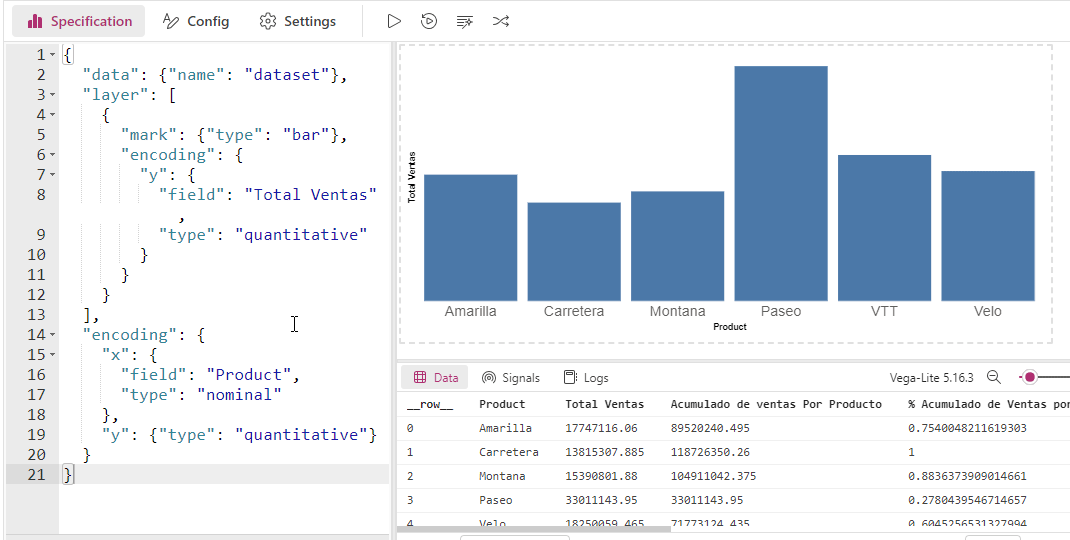 Specification Config Settings
1 {
2 "data": {"name": "dataset"},
3 "layer": [
4 {
5 "mark": {"type": "bar"},
6 "encoding": {
7 "y": {
8 "field": "Total Ventas"
,
9 "type": "quantitative"
10 }
11 }
12 }
13 ],
14 "encoding": {
15 "x": {
16 "field": "Product",
17 "type": "nominal"
18 },
19 "y": {"type": "quantitative"}
20 }
21 }
Total Ventas
Amarilla Carretera Montana Paseo VTT Velo
Product
Data Signals Logs Vega-Lite 5.16.3
__row__ Product Total Ventas Acumulado de ventas Por Producto % Acumulado de Ventas por
0 Amarilla 17747116.06 89520240.495 0.7540048211619303
1 Carretera 13815307.885 118726350.26 1
2 Montana 15390801.88 104911042.375 0.8836373909014661
3 Paseo 33011143.95 33011143.95 0.2780439546714657
4 Velo 18250059.465 71773124.435 0.6045256531327994